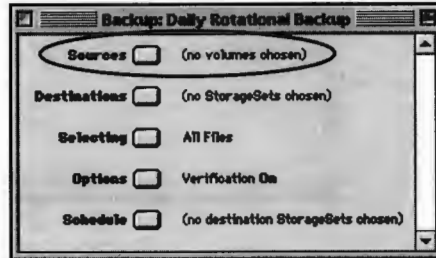 Backup: Daily Rotational Backup
Sources (no volumes chosen)
Destinations (no StorageSets chosen)
Selecting All Files
Options Verification On
Schedule (no destination StorageSets chosen)